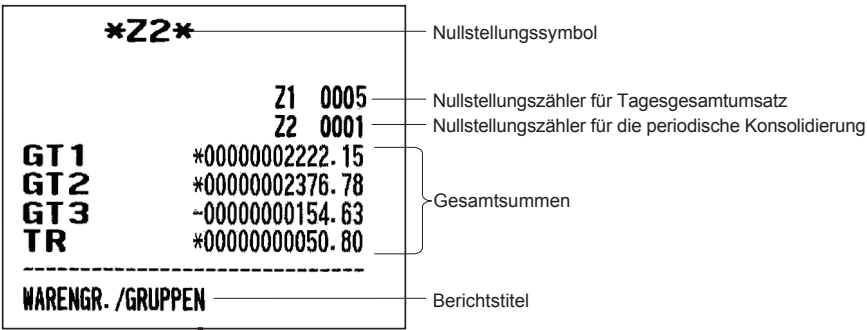 *Z2*
Nullstellungssymbol
Z1 0005
Nullstellungszähler für Tagesgesamtumsatz
Z2 0001
Nullstellungszähler für die periodische Konsolidierung
GT1 *00000002222.15
GT2 *00000002376.78
GT3 -00000000154.63
TR *00000000050.80
Gesamtsummen
WARENGR./GRUPPEN
Berichtstitel